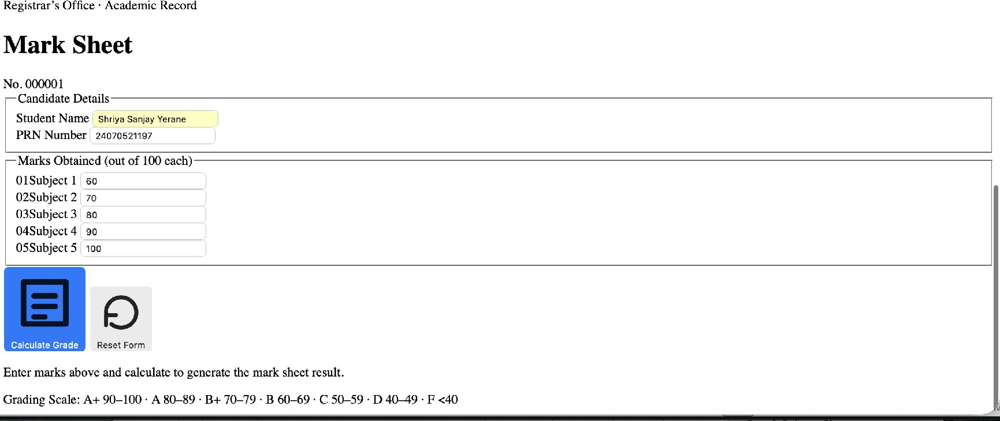 Registrar’s Office · Academic Record
Mark Sheet
No. 000001
Candidate Details
Student Name Shriya Sanjay Yerane
PRN Number 24070521197
Marks Obtained (out of 100 each)
01Subject 1 60
02Subject 2 70
03Subject 3 80
04Subject 4 90
05Subject 5 100
Calculate Grade Reset Form
Enter marks above and calculate to generate the mark sheet result.
Grading Scale: A+ 90–100 · A 80–89 · B+ 70–79 · B 60–69 · C 50–59 · D 40–49 · F <40